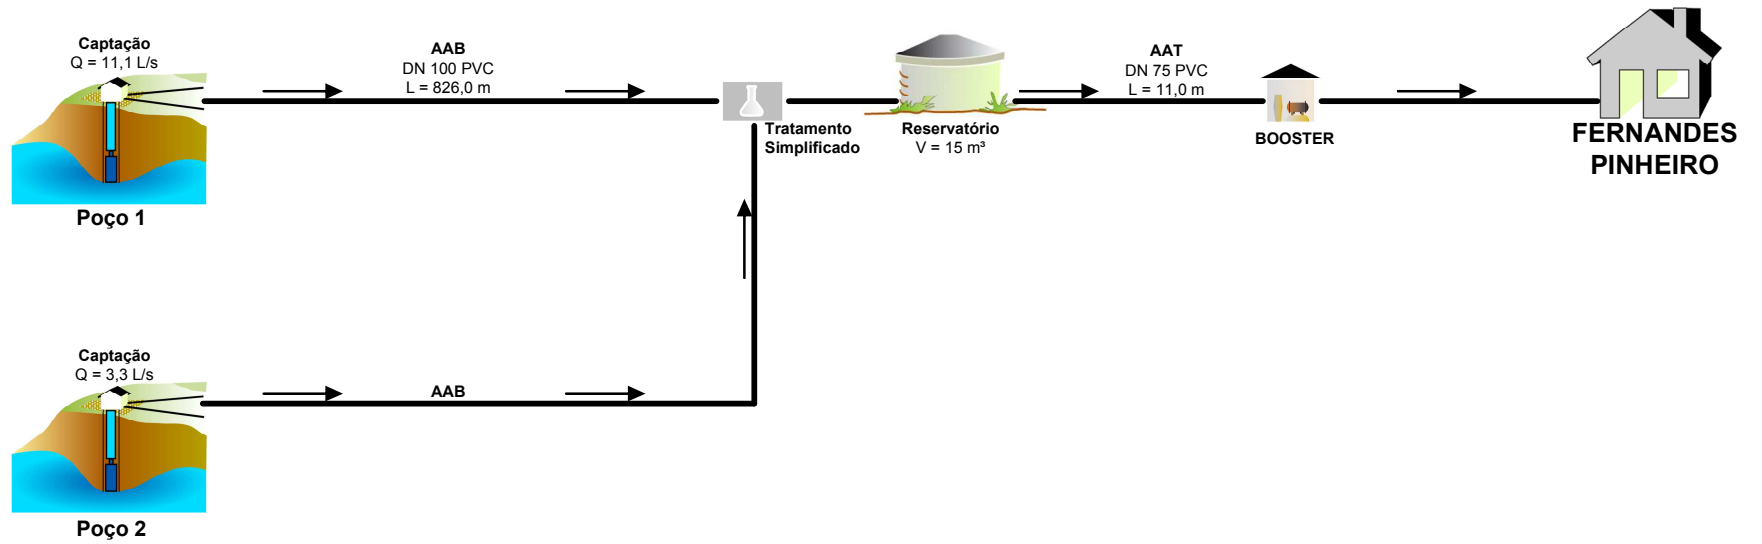 Captação
Q = 11,1 L/s
Poço 1
AAB
DN 100 PVC
L = 826,0 m
Tratamento
Simplificado
Reservatório
V = 15 m³
AAT
DN 75 PVC
L = 11,0 m
BOOSTER
FERNANDES
PINHEIRO
Captação
Q = 3,3 L/s
Poço 2
AAB